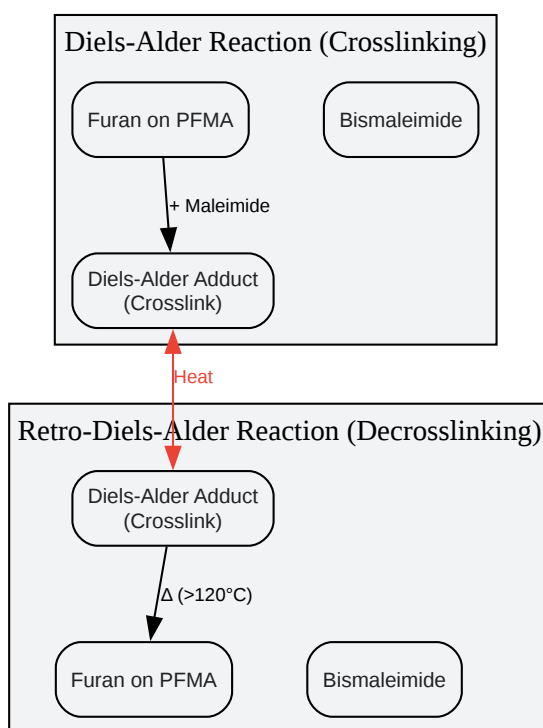 Diels-Alder Reaction (Crosslinking)
Furan on PFMA
Bismaleimide
+ Maleimide
Diels-Alder Adduct
(Crosslink)
Heat
Retro-Diels-Alder Reaction (Decrosslinking)
Diels-Alder Adduct
(Crosslink)
Δ (>120°C)
Furan on PFMA
Bismaleimide